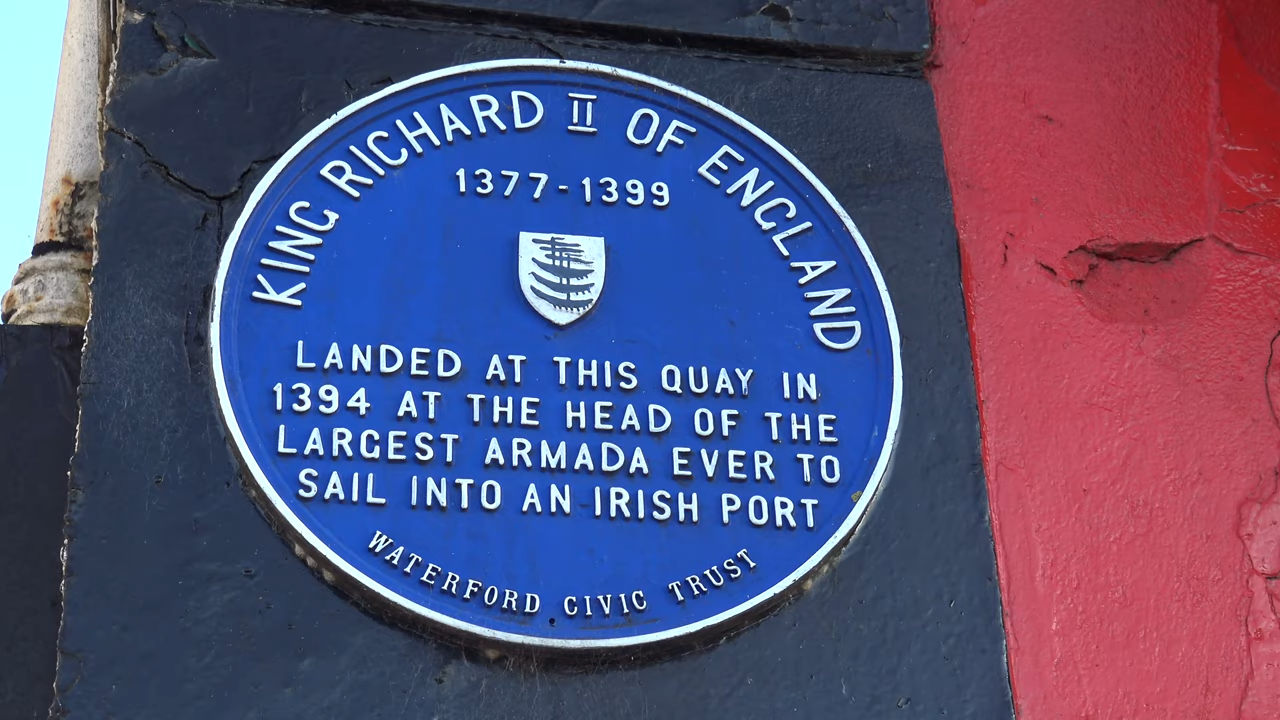 KING RICHARD II OF ENGLAND
1377-1399
LANDED AT THIS QUAY IN
1394 AT THE HEAD OF THE
LARGEST ARMADA EVER TO
SAIL INTO AN IRISH PORT
WATERFORD CIVIC TRUST